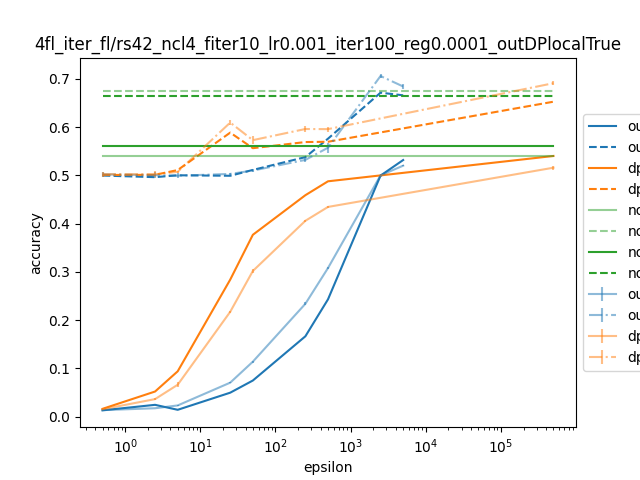 4fl_iter_fl/rs42_ncl4_fiter10_lr0.001_iter100_reg0.0001_outDPlocalTrue
accuracy
0.7
0.6
0.5
0.4
0.3
0.2
0.1
0.0
10^0 10^1 10^2 10^3 10^4 10^5
epsilon
ou
ou
dp
dp
no
no
no
no
ou
ou
dp
dp